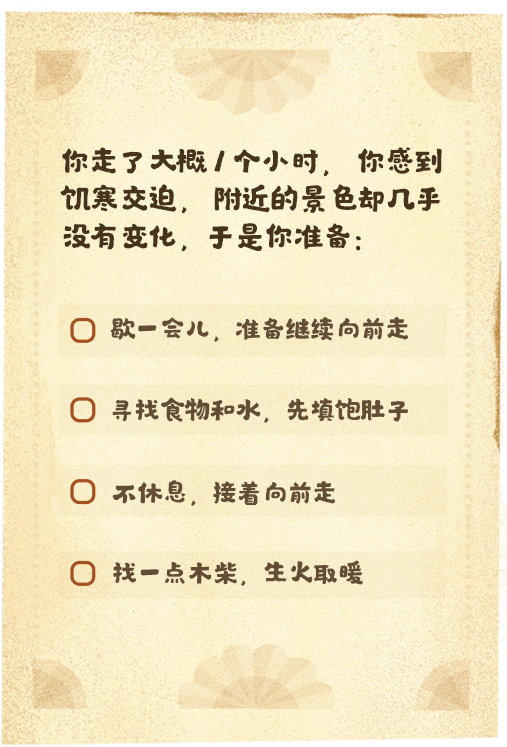 你走了大概1个小时，你感到
饥寒交迫，附近的景色却几乎
没有变化，于是你准备：
歇一会儿，准备继续向前走
寻找食物和水，先填饱肚子
不休息，接着向前走
找一点木柴，生火取暖